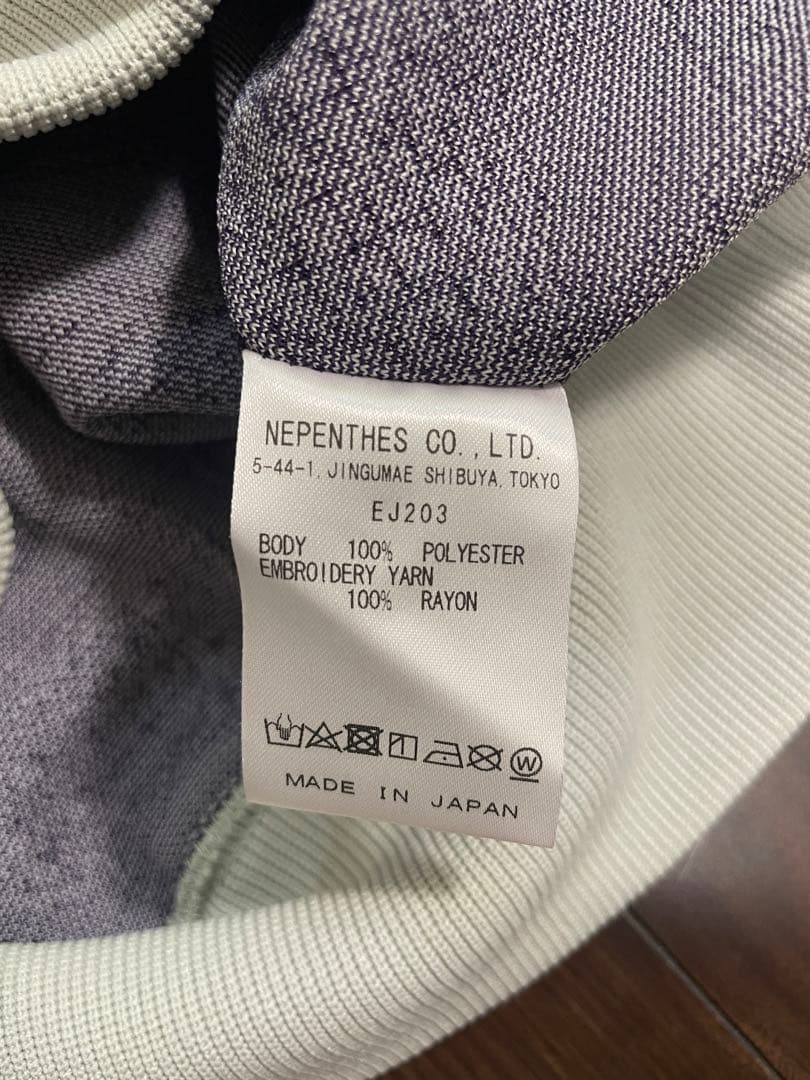 NEPENTHES CO.,LTD.
5-44-1, JINGUMAE SHIBUYA, TOKYO
EJ203
BODY 100% POLYESTER
EMBROIDERY YARN
100% RAYON
W
MADE IN JAPAN